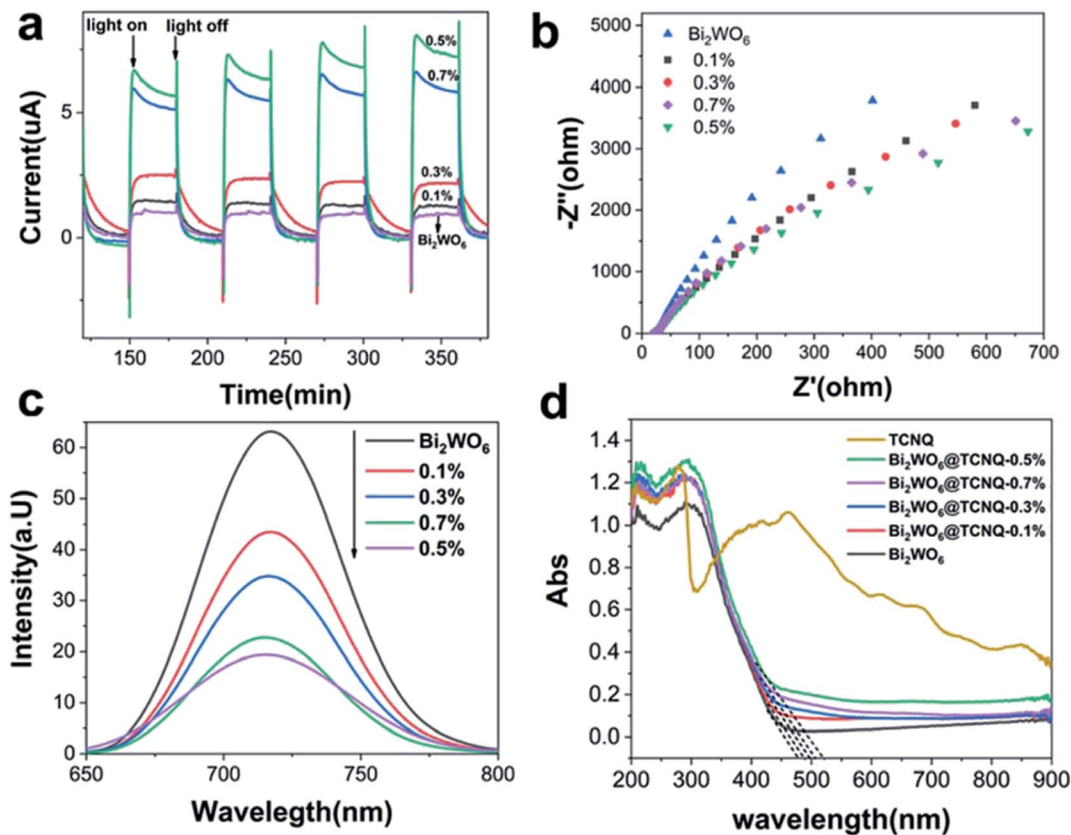 a
light on
light off
0.5%
0.7%
0.3%
0.1%
Bi₂WO₆
5
0
Current(uA)
150 200 250 300 350
Time(min)
b
Bi₂WO₆
0.1%
0.3%
0.7%
0.5%
5000
4000
3000
2000
1000
0
-Z''(ohm)
0 100 200 300 400 500 600 700
Z'(ohm)
c
Bi₂WO₆
0.1%
0.3%
0.7%
0.5%
60
50
40
30
20
10
0
Intensity(a.U)
650 700 750 800
Wavelegth(nm)
d
TCNQ
Bi₂WO₆@TCNQ-0.5%
Bi₂WO₆@TCNQ-0.7%
Bi₂WO₆@TCNQ-0.3%
Bi₂WO₆@TCNQ-0.1%
Bi₂WO₆
1.4
1.2
1.0
0.8
0.6
0.4
0.2
0.0
Abs
200 300 400 500 600 700 800 900
wavelength(nm)